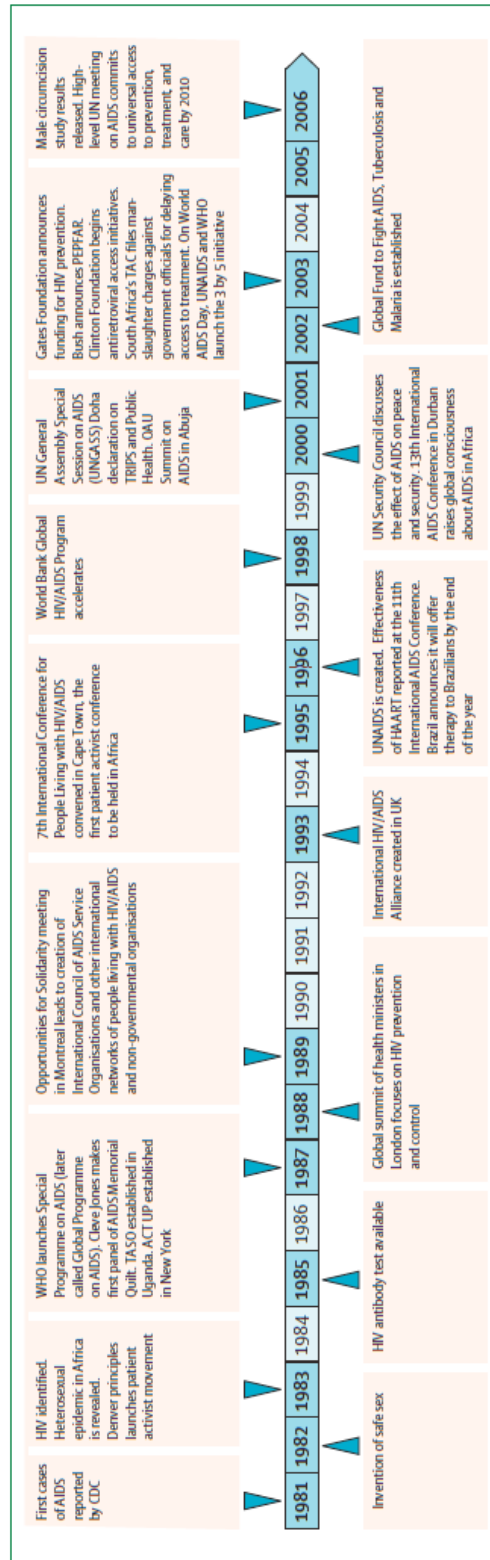 First cases
of AIDS
reported
by CDC
HIV identified.
Heterosexual
epidemic in Africa
is revealed.
Denver principles
launches patient
activist movement
WHO launches Special
Programme on AIDS (later
called Global Programme
on AIDS). Cleve Jones makes
first panel of AIDS Memorial
Quilt. TASO established in
Uganda. ACT UP established
in New York
Opportunities for Solidarity meeting
in Montreal leads to creation of
International Council of AIDS Service
Organisations and other international
networks of people living with HIV/AIDS
and non-governmental organisations
7th International Conference for
People Living with HIV/AIDS
convened in Cape Town, the
first patient activist conference
to be held in Africa
World Bank Global
HIV/AIDS Program
accelerates
UN General
Assembly Special
Session on AIDS
(UNGASS) Doha
declaration on
TRIPS and Public
Health. OAU
Summit on
AIDS in Abuja
Gates Foundation announces
funding for HIV prevention.
Bush announces PEPFAR.
Clinton Foundation begins
antiretroviral access initiatives.
South Africa's TAC files man-
slaughter charges against
government officials for delaying
access to treatment. On World
AIDS Day, UNAIDS and WHO
launch the 3 by 5 initiative
Male circumcision
study results
released. High-
level UN meeting
on AIDS commits
to universal access
to prevention,
treatment, and
care by 2010
1981 1982 1983 1984 1985 1986 1987 1988 1989 1990 1991 1992 1993 1994 1995 1996 1997 1998 1999 2000 2001 2002 2003 2004 2005 2006
Invention of safe sex
HIV antibody test available
Global summit of health ministers in
London focuses on HIV prevention
and control
International HIV/AIDS
Alliance created in UK
UNAIDS is created. Effectiveness
of HAART reported at the 11th
International AIDS Conference.
Brazil announces it will offer
therapy to Brazilians by the end
of the year
UN Security Council discusses
the effect of AIDS on peace
and security. 13th International
AIDS Conference in Durban
raises global consciousness
about AIDS in Africa
Global Fund to Fight AIDS, Tuberculosis and
Malaria is established